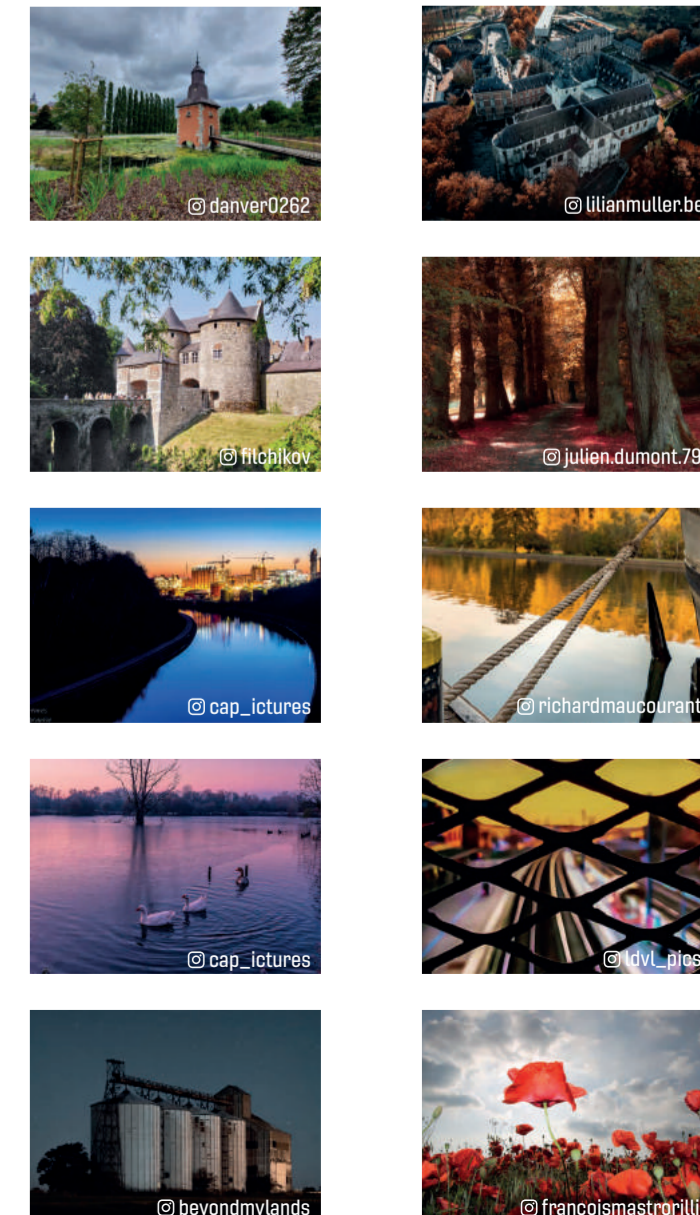 danver0262
lilianmuller.be
filchikov
julien.dumont.79
cap_ictures
richardmaucourant
cap_ictures
ldvl_pics
beyondmylands
francoismastrorilli